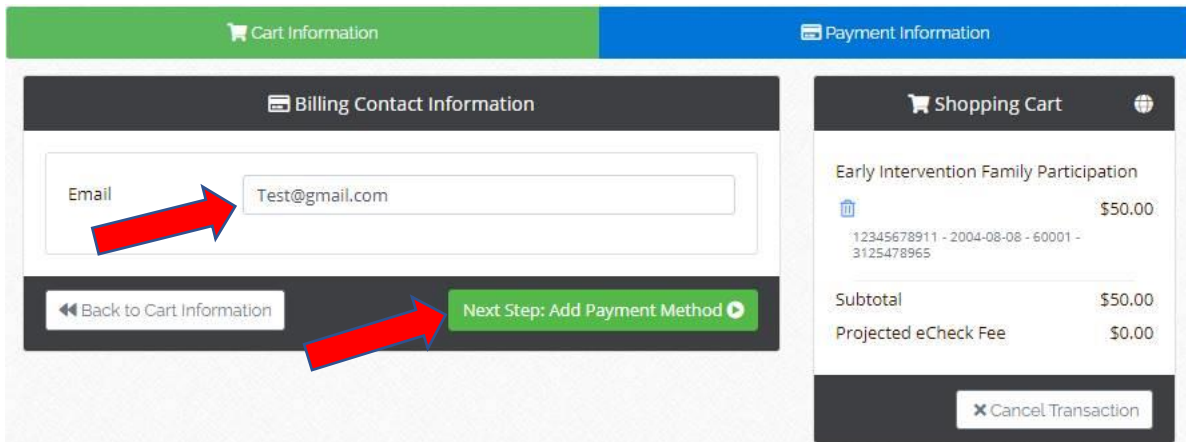 Cart Information
Payment Information
Billing Contact Information
Email
Test@gmail.com
Back to Cart Information
Next Step: Add Payment Method
Shopping Cart
Early Intervention Family Participation
$50.00
12345678911 - 2004-08-08 - 60001 -
3125478965
Subtotal $50.00
Projected eCheck Fee $0.00
Cancel Transaction